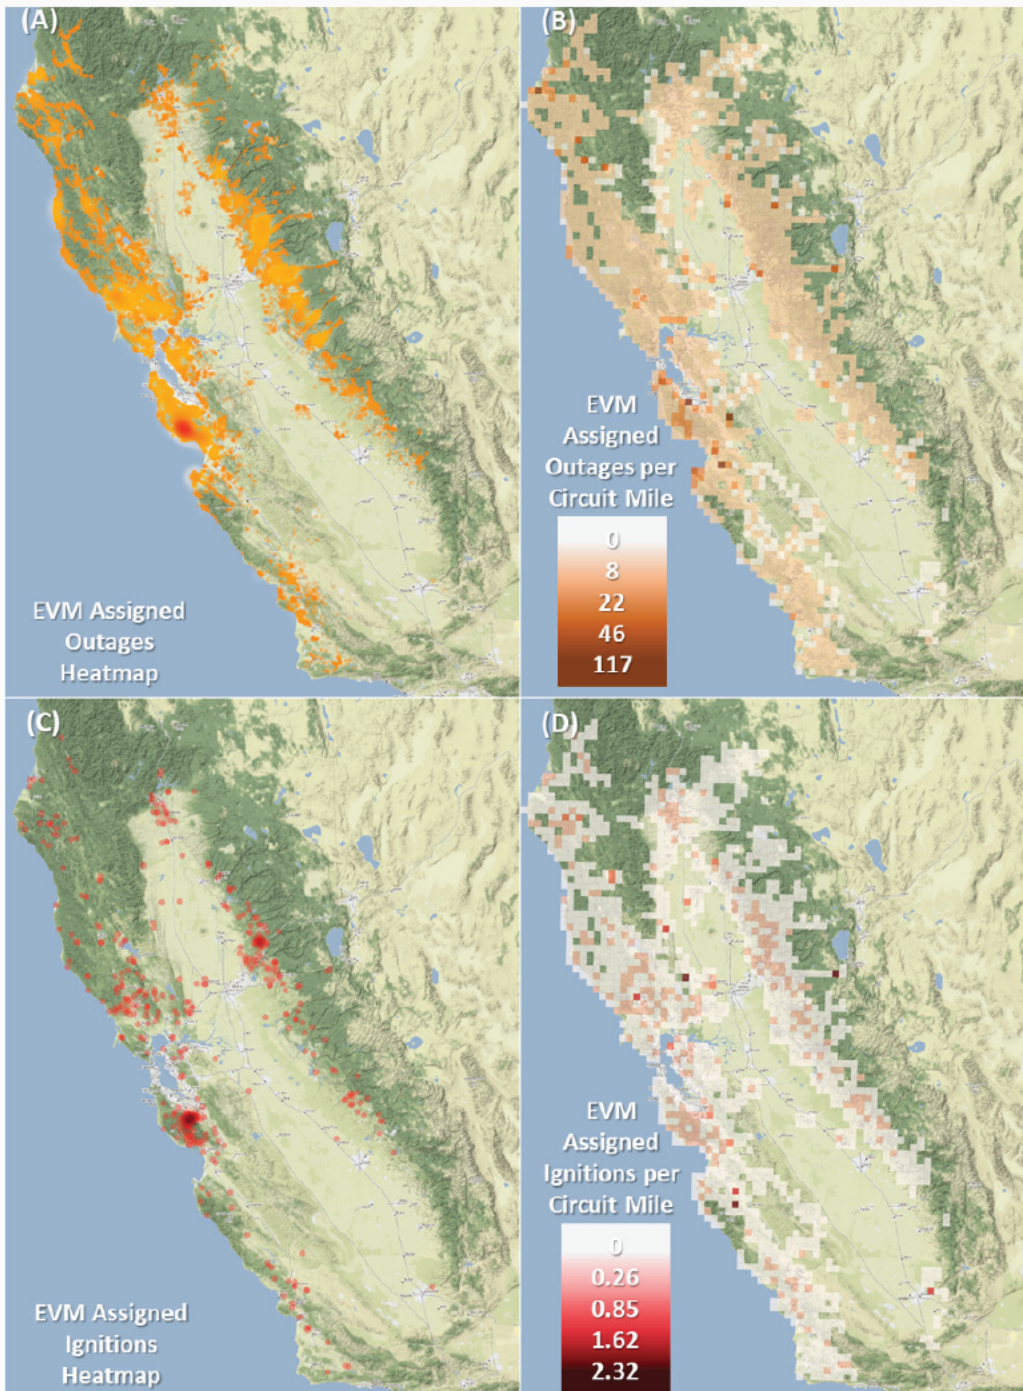 (A)
EVM Assigned
Outages
Heatmap
(B)
EVM
Assigned
Outages per
Circuit Mile
0
8
22
46
117
(C)
EVM Assigned
Ignitions
Heatmap
(D)
EVM
Assigned
Ignitions per
Circuit Mile
0
0.26
0.85
1.62
2.32